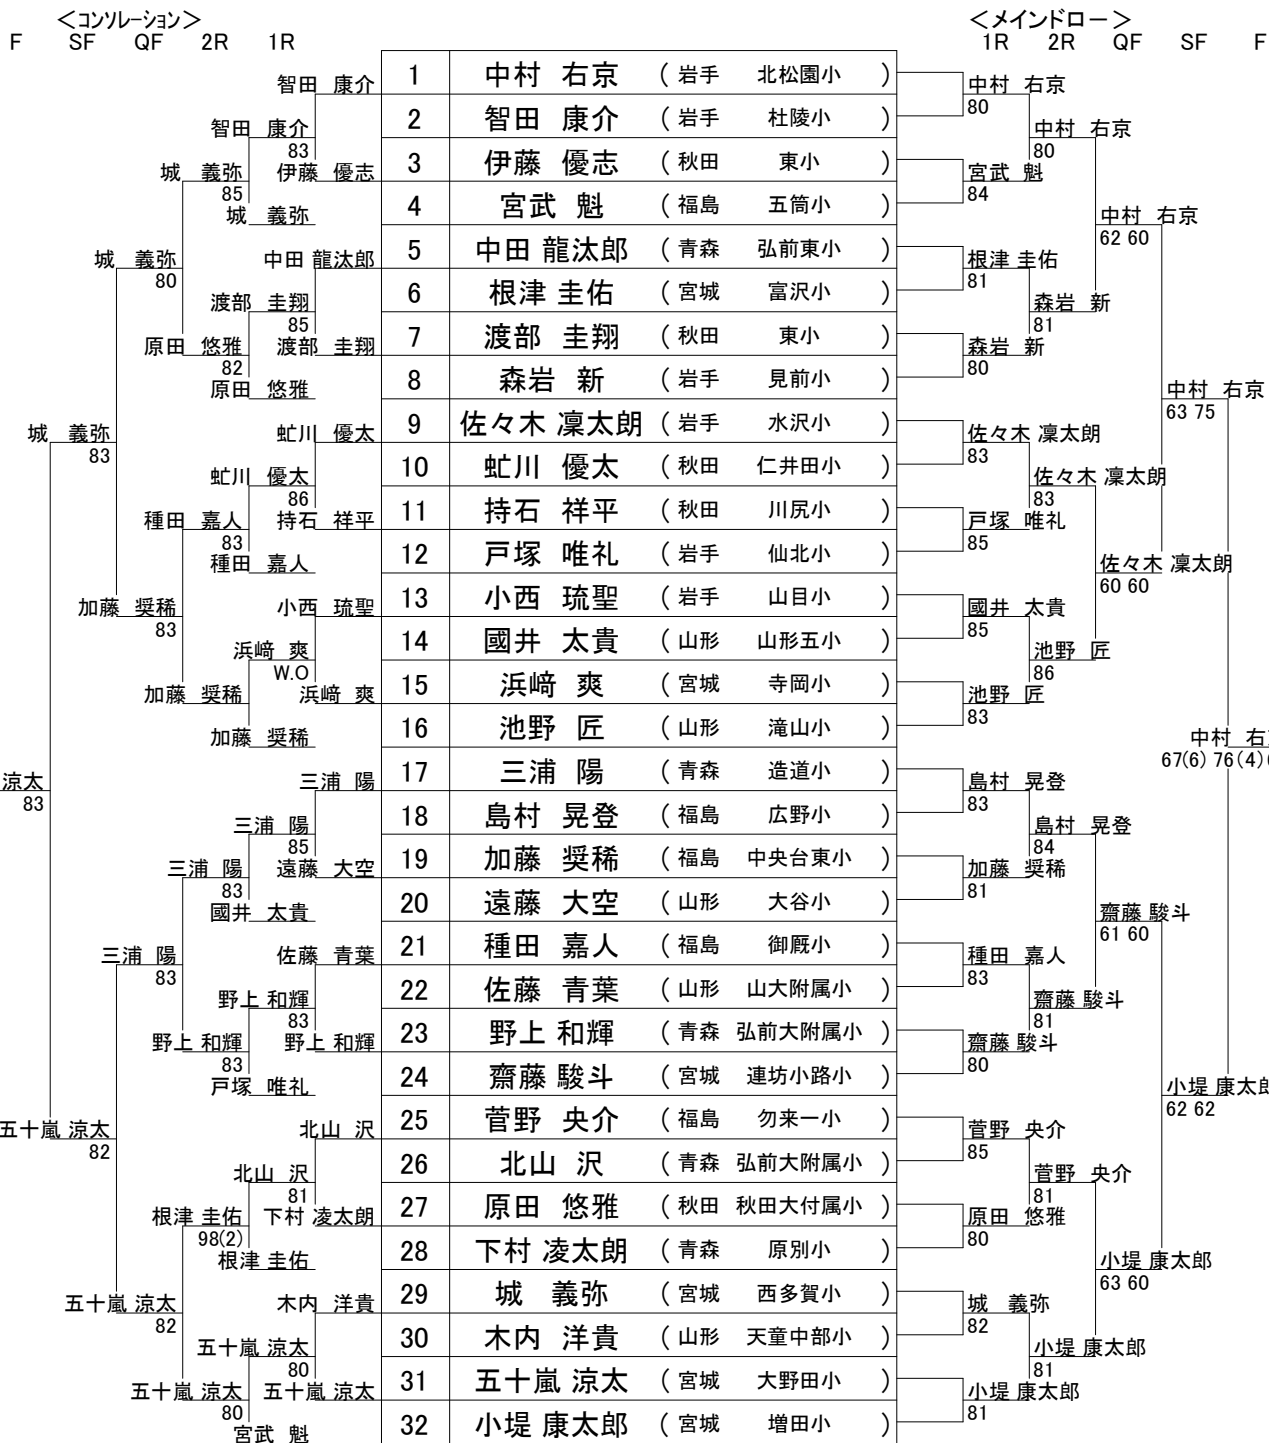 ＜コンソレーション＞
F SF QF 2R 1R
智田 康介
智田 康介
83
城 義弥 伊藤 優志
85
城 義弥
城 義弥 中田 龍汰郎
80
渡部 圭翔
85
原田 悠雅 渡部 圭翔
82
原田 悠雅
城 義弥 虻川 優太
83
虻川 優太
86
種田 嘉人 持石 祥平
83
種田 嘉人
加藤 奨稀 小西 琉聖
83
浜﨑 爽
W.O
加藤 奨稀 浜﨑 爽
加藤 奨稀
涼太 三浦 陽
83
三浦 陽
85
三浦 陽 遠藤 大空
83
國井 太貴
三浦 陽 佐藤 青葉
83
野上 和輝
83
野上 和輝 野上 和輝
83
戸塚 唯礼
五十嵐 涼太 北山 沢
82
北山 沢
81
根津 圭佑 下村 凌太朗
98(2)
根津 圭佑
五十嵐 涼太 木内 洋貴
82
五十嵐 涼太
80
五十嵐 涼太 五十嵐 涼太
80
宮武 魁
1 中村 右京 （岩手 北松園小 ）
2 智田 康介 （岩手 杜陵小 ）
3 伊藤 優志 （秋田 東小 ）
4 宮武 魁 （福島 五筒小 ）
5 中田 龍汰郎 （青森 弘前東小 ）
6 根津 圭佑 （宮城 富沢小 ）
7 渡部 圭翔 （秋田 東小 ）
8 森岩 新 （岩手 見前小 ）
9 佐々木 凜太朗 （岩手 水沢小 ）
10 虻川 優太 （秋田 仁井田小 ）
11 持石 祥平 （秋田 川尻小 ）
12 戸塚 唯礼 （岩手 仙北小 ）
13 小西 琉聖 （岩手 山目小 ）
14 國井 太貴 （山形 山形五小 ）
15 浜﨑 爽 （宮城 寺岡小 ）
16 池野 匠 （山形 滝山小 ）
17 三浦 陽 （青森 造道小 ）
18 島村 晃登 （福島 広野小 ）
19 加藤 奨稀 （福島 中央台東小 ）
20 遠藤 大空 （山形 大谷小 ）
21 種田 嘉人 （福島 御厩小 ）
22 佐藤 青葉 （山形 山大附属小 ）
23 野上 和輝 （青森 弘前大附属小 ）
24 齋藤 駿斗 （宮城 連坊小路小 ）
25 菅野 央介 （福島 勿来一小 ）
26 北山 沢 （青森 弘前大附属小 ）
27 原田 悠雅 （秋田 秋田大付属小 ）
28 下村 凌太朗 （青森 原別小 ）
29 城 義弥 （宮城 西多賀小 ）
30 木内 洋貴 （山形 天童中部小 ）
31 五十嵐 涼太 （宮城 大野田小 ）
32 小堤 康太郎 （宮城 増田小 ）
＜メインドロー＞
1R 2R QF SF F
中村 右京
80
中村 右京
80
宮武 魁
84
中村 右京
62 60
根津 圭佑
81
森岩 新
81
森岩 新
80
中村 右京
63 75
佐々木 凜太朗
83
佐々木 凜太朗
83
戸塚 唯礼
85
佐々木 凜太朗
60 60
國井 太貴
85
池野 匠
86
池野 匠
83
中村 右
67(6) 76(4)
島村 晃登
83
島村 晃登
84
加藤 奨稀
81
齋藤 駿斗
61 60
種田 嘉人
83
齋藤 駿斗
81
齋藤 駿斗
80
小堤 康太郎
62 62
菅野 央介
85
菅野 央介
81
原田 悠雅
80
小堤 康太郎
63 60
城 義弥
82
小堤 康太郎
81
小堤 康太郎
81